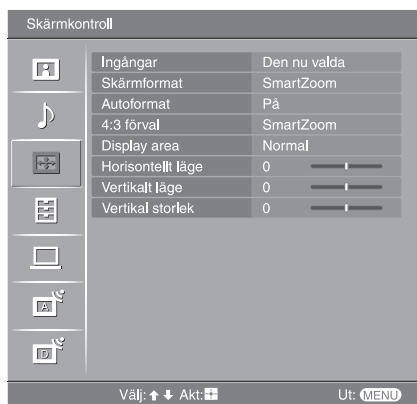 Skärmkontroll
Ingångar Den nu valda
Skärmformat SmartZoom
Autoformat På
4:3 förval SmartZoom
Display area Normal
Horisontellt läge 0
Vertikalt läge 0
Vertikal storlek 0
A
D
Välj: Akt: Ut: MENU